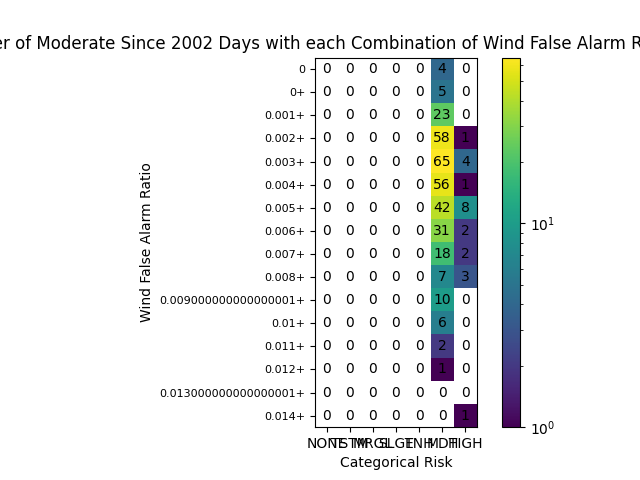 er of Moderate Since 2002 Days with each Combination of Wind False Alarm R
0 0 0 0 0 0 4 0
0+ 0 0 0 0 0 5 0
0.001+ 0 0 0 0 0 23 0
0.002+ 0 0 0 0 0 58 1
0.003+ 0 0 0 0 0 65 4
0.004+ 0 0 0 0 0 56 1
0.005+ 0 0 0 0 0 42 8
0.006+ 0 0 0 0 0 31 2
0.007+ 0 0 0 0 0 18 2
0.008+ 0 0 0 0 0 7 3
0.009000000000000001+ 0 0 0 0 0 10 0
0.01+ 0 0 0 0 0 6 0
0.011+ 0 0 0 0 0 2 0
0.012+ 0 0 0 0 0 1 0
0.013000000000000001+ 0 0 0 0 0 0 0
0.014+ 0 0 0 0 0 0 1
NONE TSTM MRGL SLGT ENH MDT HIGH
Categorical Risk
Wind False Alarm Ratio
10¹
10⁰